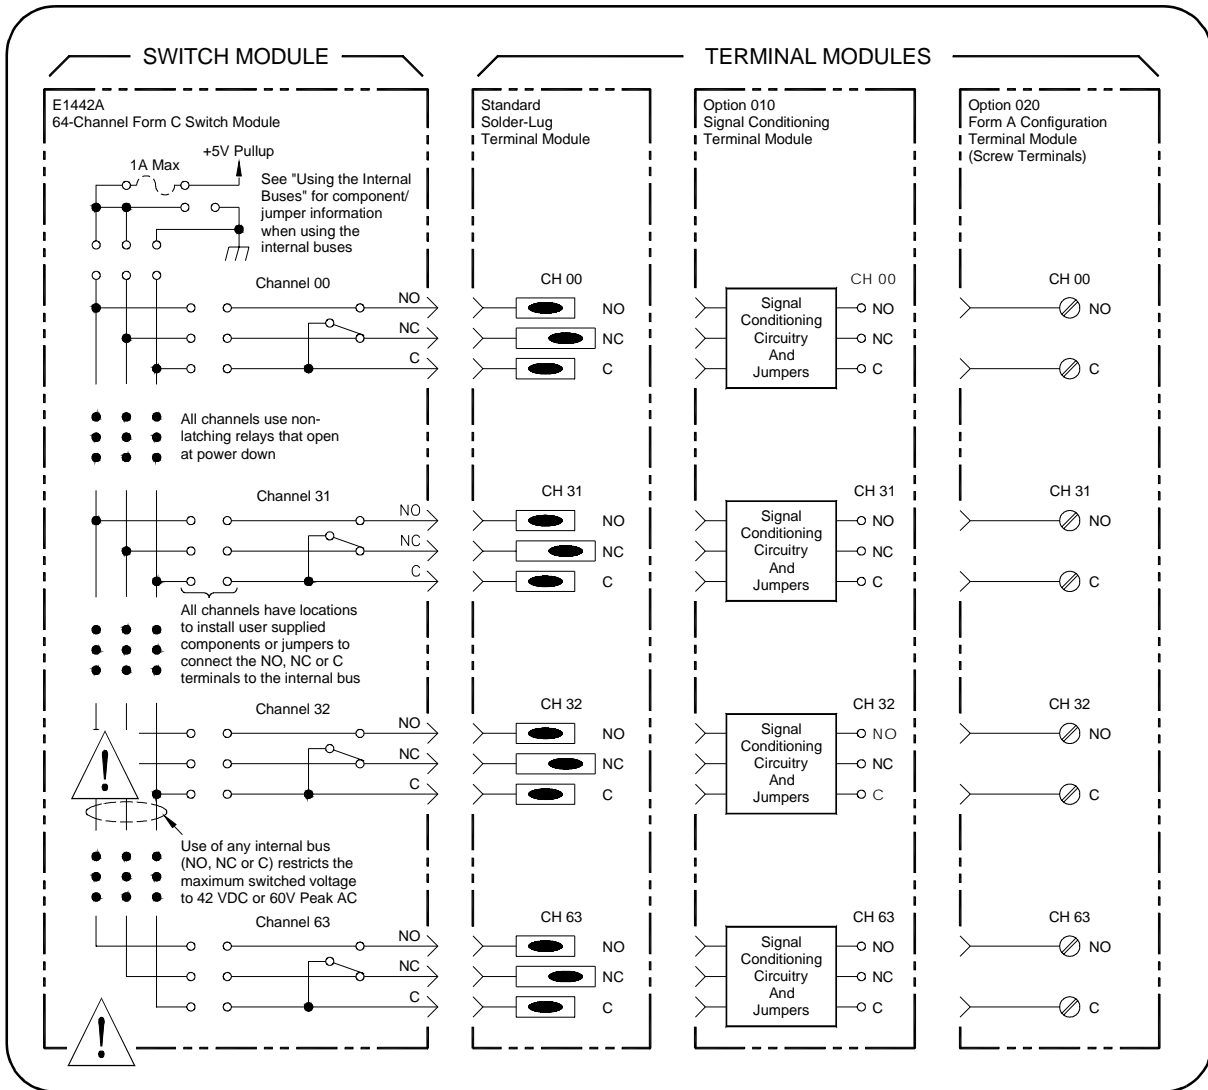 SWITCH MODULE
TERMINAL MODULES
E1442A
64-Channel Form C Switch Module
+5V Pullup
1A Max
See "Using the Internal
Buses" for component/
jumper information
when using the
internal buses
Channel 00
NO
NC
C
All channels use non-
latching relays that open
at power down
Channel 31
NO
NC
C
All channels have locations
to install user supplied
components or jumpers to
connect the NO, NC or C
terminals to the internal bus
Channel 32
NO
NC
C
!
Use of any internal bus
(NO, NC or C) restricts the
maximum switched voltage
to 42 VDC or 60V Peak AC
Channel 63
NO
NC
C
!
Standard
Solder-Lug
Terminal Module
CH 00
NO
NC
C
CH 31
NO
NC
C
CH 32
NO
NC
C
CH 63
NO
NC
C
Option 010
Signal Conditioning
Terminal Module
CH 00
Signal
Conditioning
Circuitry
And
Jumpers
NO
NC
C
CH 31
Signal
Conditioning
Circuitry
And
Jumpers
NO
NC
C
CH 32
Signal
Conditioning
Circuitry
And
Jumpers
NO
NC
C
CH 63
Signal
Conditioning
Circuitry
And
Jumpers
NO
NC
C
Option 020
Form A Configuration
Terminal Module
(Screw Terminals)
CH 00
NO
C
CH 31
NO
C
CH 32
NO
C
CH 63
NO
C